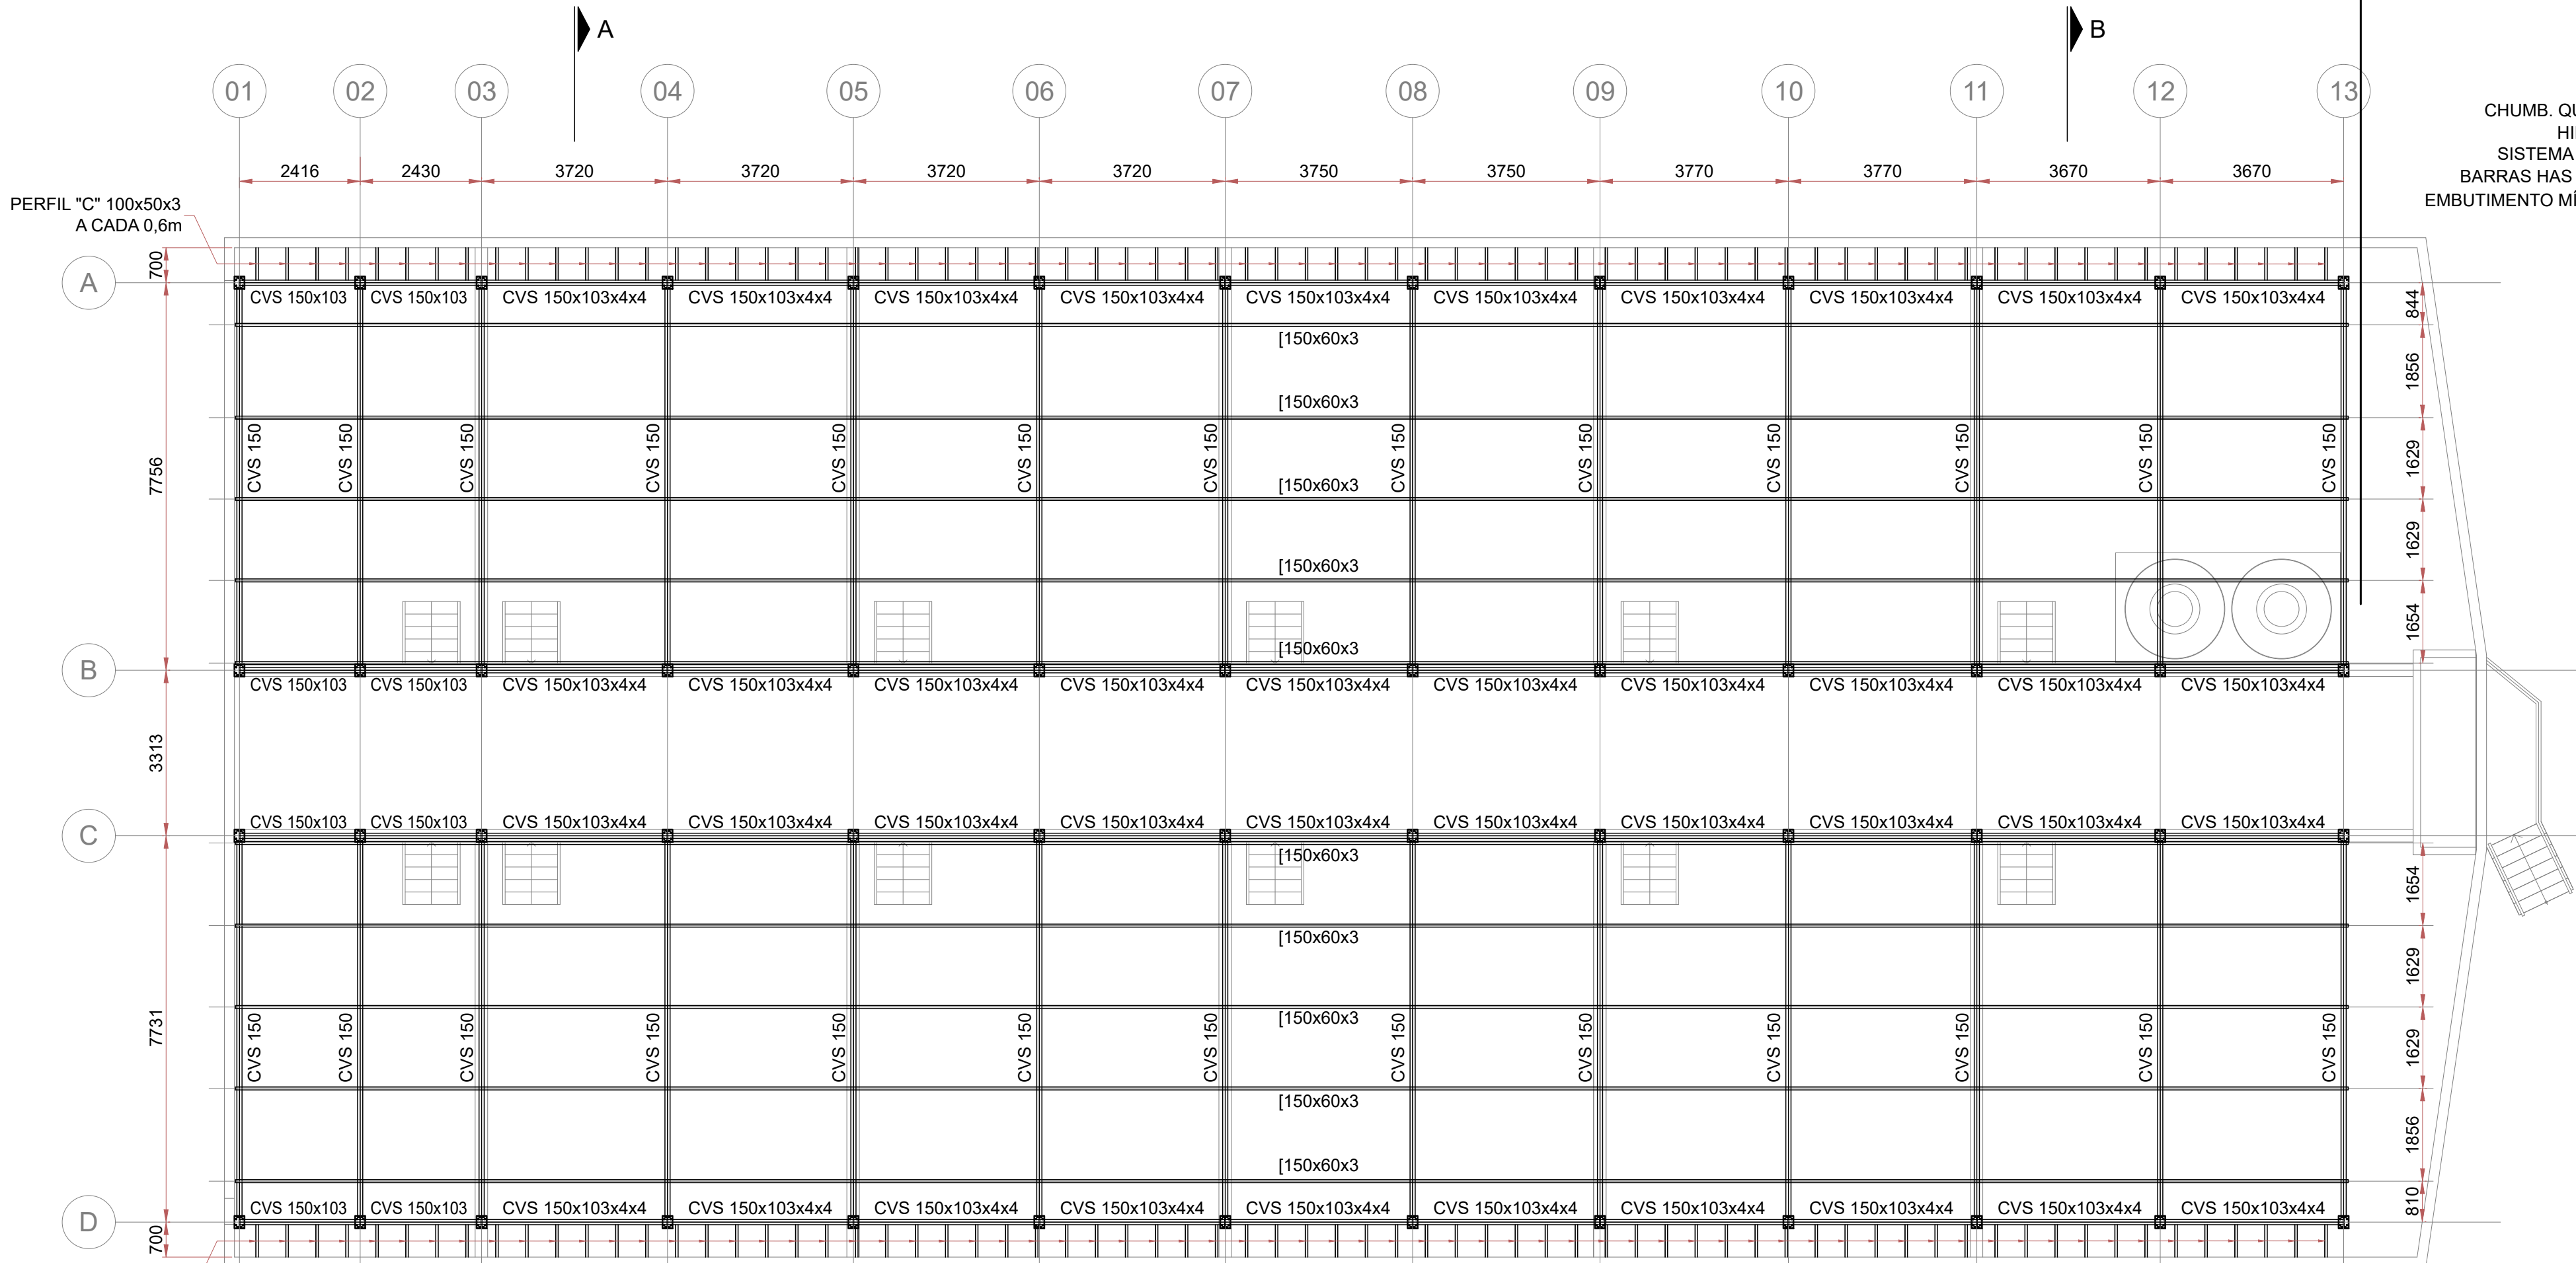 A B
01 02 03 04 05 06 07 08 09 10 11 12 13
CHUMB. QU
HI
SISTEMA
BARRAS HAS
EMBUTIMENTO MÍ
2416 2430 3720 3720 3720 3720 3750 3750 3770 3770 3670 3670
PERFIL "C" 100x50x3
A CADA 0,6m
700
A
CVS 150x103 CVS 150x103 CVS 150x103x4x4 CVS 150x103x4x4 CVS 150x103x4x4 CVS 150x103x4x4 CVS 150x103x4x4 CVS 150x103x4x4 CVS 150x103x4x4 CVS 150x103x4x4 CVS 150x103x4x4 CVS 150x103x4x4
844
[150x60x3
1856
[150x60x3
7756
CVS 150 CVS 150 CVS 150 CVS 150 CVS 150 CVS 150 CVS 150 CVS 150 CVS 150 CVS 150 CVS 150 CVS 150 CVS 150
1629
[150x60x3
1629
[150x60x3
1654
[150x60x3
B
CVS 150x103 CVS 150x103 CVS 150x103x4x4 CVS 150x103x4x4 CVS 150x103x4x4 CVS 150x103x4x4 CVS 150x103x4x4 CVS 150x103x4x4 CVS 150x103x4x4 CVS 150x103x4x4 CVS 150x103x4x4 CVS 150x103x4x4
3313
CVS 150x103 CVS 150x103 CVS 150x103x4x4 CVS 150x103x4x4 CVS 150x103x4x4 CVS 150x103x4x4 CVS 150x103x4x4 CVS 150x103x4x4 CVS 150x103x4x4 CVS 150x103x4x4 CVS 150x103x4x4 CVS 150x103x4x4
C
[150x60x3
1654
[150x60x3
1629
[150x60x3
7731
CVS 150 CVS 150 CVS 150 CVS 150 CVS 150 CVS 150 CVS 150 CVS 150 CVS 150 CVS 150 CVS 150 CVS 150 CVS 150
1629
[150x60x3
1856
[150x60x3
810
CVS 150x103 CVS 150x103 CVS 150x103x4x4 CVS 150x103x4x4 CVS 150x103x4x4 CVS 150x103x4x4 CVS 150x103x4x4 CVS 150x103x4x4 CVS 150x103x4x4 CVS 150x103x4x4 CVS 150x103x4x4 CVS 150x103x4x4
D
700